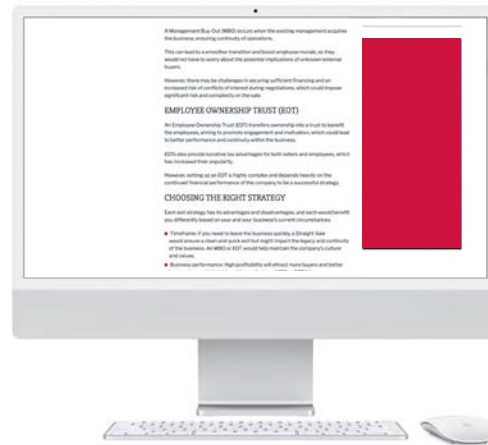 A Management Buy-Out (MBO) occurs when the existing management acquires
the business, ensuring continuity of operations.
This can lead to a smoother transition and boost employee morale, as they
would not have to worry about the potential implications of unknown external
buyers.
However, there may be challenges in securing sufficient financing and an
increased risk of conflicts of interest during negotiations, which could impose
significant risk and complexity on the sale.
EMPLOYEE OWNERSHIP TRUST (EOT)
An Employee Ownership Trust (EOT) transfers ownership into a trust to benefit
the employees, aiming to promote engagement and motivation, which could lead
to better performance and continuity within the business.
EOTs also provide lucrative tax advantages for both sellers and employees, which
has increased their popularity.
However, setting up an EOT is highly complex and depends heavily on the
continued financial performance of the company to be a successful strategy.
CHOOSING THE RIGHT STRATEGY
Each exit strategy has its advantages and disadvantages, and each would benefit
you differently based on your and your business's current circumstances.
Timeframe: if you need to leave the business quickly, a Straight Sale
would ensure a clean and quick exit but might impact the legacy and continuity
of the business. An MBO or EOT would help maintain the company's culture
and values.
Business performance: High profitability will attract more buyers and better